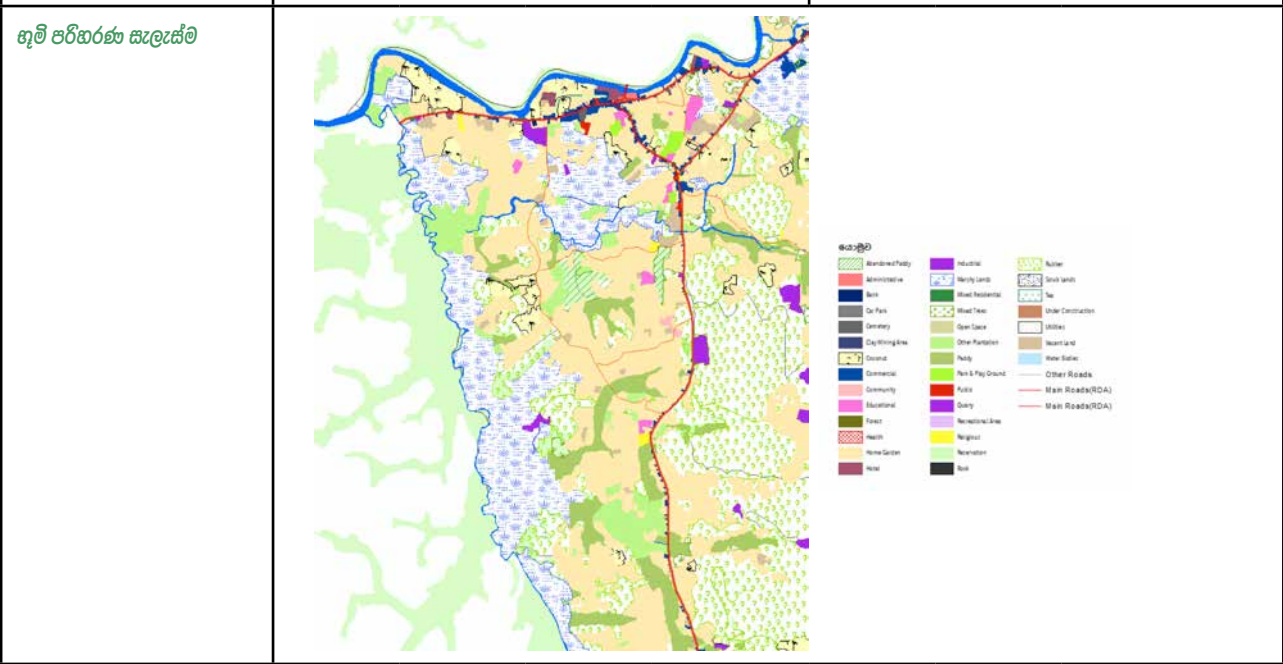 භූමි පරිහරණ සැලැස්ම
යොමුව
Abandoned Paddy
Administrative
Bank
Car Park
Cemetery
Clay Mining Area
Coconut
Commercial
Community
Educational
Forest
Health
Home Garden
Hotel
Industrial
Marshy Lands
Mixed Residential
Mixed Trees
Open Space
Other Plantation
Paddy
Park & Play Ground
Public
Quarry
Recreational Area
Religious
Reservation
Rock
Rubber
Scrub Lands
Tea
Under Construction
Utilities
Vacant Land
Water Bodies
Other Roads
Main Roads(RDA)
Main Roads(RDA)